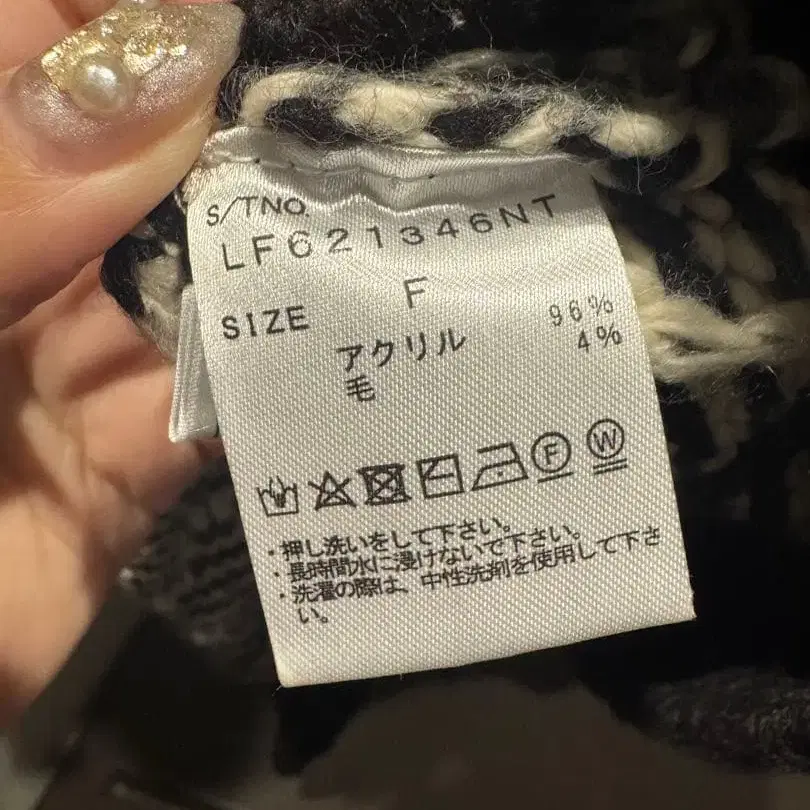 S/TNO.
LF621346NT
SIZE F
アクリル 96%
毛 4%
F W
・押し洗いをして下さい。
・長時間水に浸けないで下さい。
・洗濯の際は、中性洗剤を使用して下さ
い。